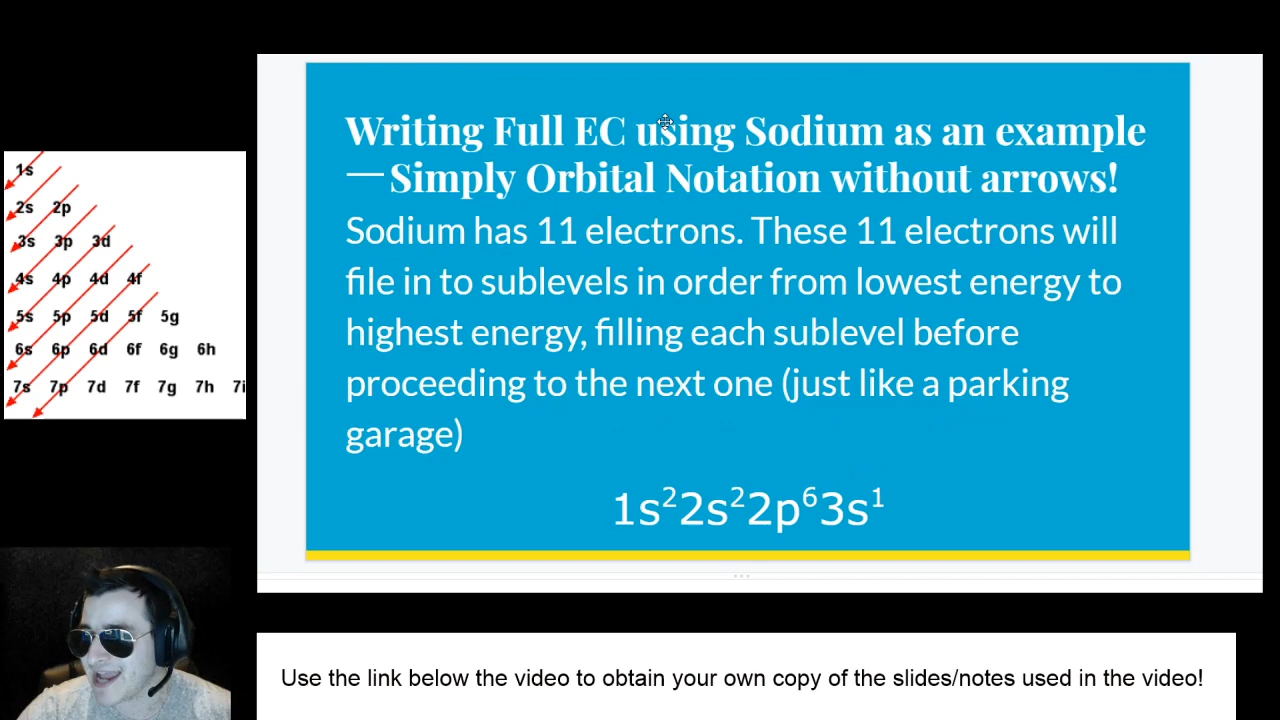 1s
2s 2p
3s 3p 3d
4s 4p 4d 4f
5s 5p 5d 5f 5g
6s 6p 6d 6f 6g 6h
7s 7p 7d 7f 7g 7h 7i
Writing Full EC using Sodium as an example
—Simply Orbital Notation without arrows!
Sodium has 11 electrons. These 11 electrons will
file in to sublevels in order from lowest energy to
highest energy, filling each sublevel before
proceeding to the next one (just like a parking
garage)
1s²2s²2p⁶3s¹
Use the link below the video to obtain your own copy of the slides/notes used in the video!